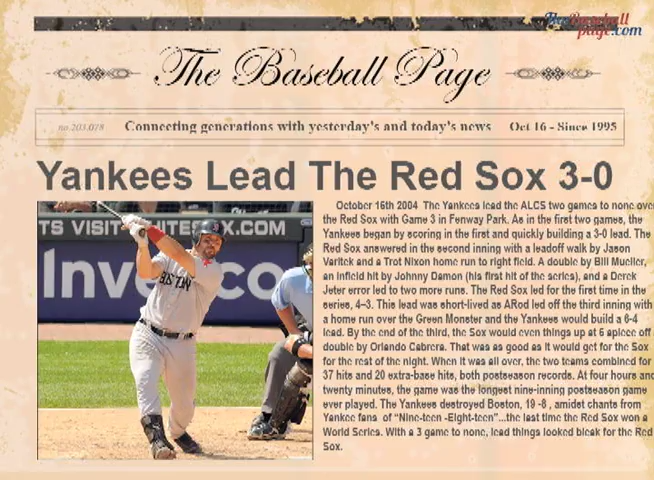 The Baseball page.com
The Baseball Page
no 203,078 Connecting generations with yesterday's and today's news Oct 16 - Since 1995
Yankees Lead The Red Sox 3-0
October 16th 2004 The Yankees lead the ALCS two games to none over
the Red Sox with Game 3 in Fenway Park. As in the first two games, the
Yankees began by scoring in the first and quickly building a 3-0 lead. The
Red Sox answered in the second inning with a leadoff walk by Jason
Varitek and a Trot Nixon home run to right field. A double by Bill Mueller,
an infield hit by Johnny Damon (his first hit of the series), and a Derek
Jeter error led to two more runs. The Red Sox led for the first time in the
series, 4–3. This lead was short-lived as ARod led off the third inning with
a home run over the Green Monster and the Yankees would build a 6-4
lead. By the end of the third, the Sox would even things up at 6 apiece off
double by Orlando Cabrera. That was as good as it would get for the Sox
for the rest of the night. When it was all over, the two teams combined for
37 hits and 20 extra-base hits, both postseason records. At four hours and
twenty minutes, the game was the longest nine-inning postseason game
ever played. The Yankees destroyed Boston, 19 -8 , amidst chants from
Yankee fans of "Nine-teen -Eight-teen"...the last time the Red Sox won a
World Series. With a 3 game to none, lead things looked bleak for the Red
Sox.
TS VISIT SITESOX.COM
Inve co
BOSTON